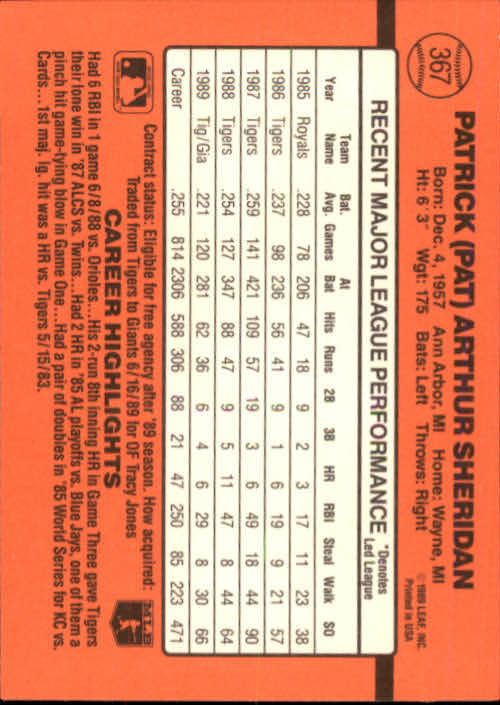 367
PATRICK (PAT) ARTHUR SHERIDAN
Born: Dec. 4, 1957 Ann Arbor, MI Home: Wayne, MI
Ht: 6' 3" Wgt: 175 Bats: Left Throws: Right
© 1989 LEAF, INC.
Printed in USA
RECENT MAJOR LEAGUE PERFORMANCE *Denotes Led League
Year Team Name Bat. Avg. Games At Bat Hits Runs 2B 3B HR RBI Steal Walk SO
1985 Royals .228 78 206 47 18 9 2 3 17 11 23 38
1986 Tigers .237 98 236 56 41 9 1 6 19 9 21 57
1987 Tigers .259 141 421 109 57 19 3 6 49 18 44 90
1988 Tigers .254 127 347 88 47 9 5 11 47 8 44 64
1989 Tig/Gia .221 120 281 62 36 6 4 6 29 8 30 66
Career .255 814 2306 588 306 88 21 47 250 85 223 471
Contract status: Eligible for free agency after '89 season. How acquired:
Traded from Tigers to Giants 6/16/89 for OF Tracy Jones
MLB
CAREER HIGHLIGHTS
Had 6 RBI in 1 game 6/8/88 vs. Orioles...His 2-run 8th inning HR in Game Three gave Tigers
their lone win in '87 ALCS vs. Twins...Had 2 HR in '85 AL playoffs vs. Blue Jays, one of them a
pinch hit game-tying blow in Game One...Had a pair of doubles in '85 World Series for KC vs.
Cards...1st maj. lg. hit was a HR vs. Tigers 5/15/83.